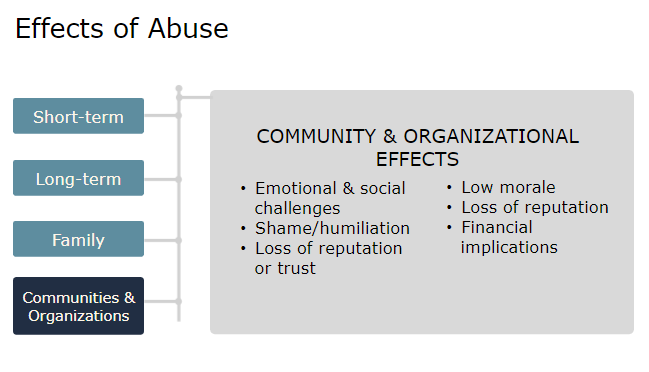 Effects of Abuse
Short-term
Long-term
Family
Communities &
Organizations
COMMUNITY & ORGANIZATIONAL
EFFECTS
• Emotional & social
challenges
• Shame/humiliation
• Loss of reputation
or trust
• Low morale
• Loss of reputation
• Financial
implications